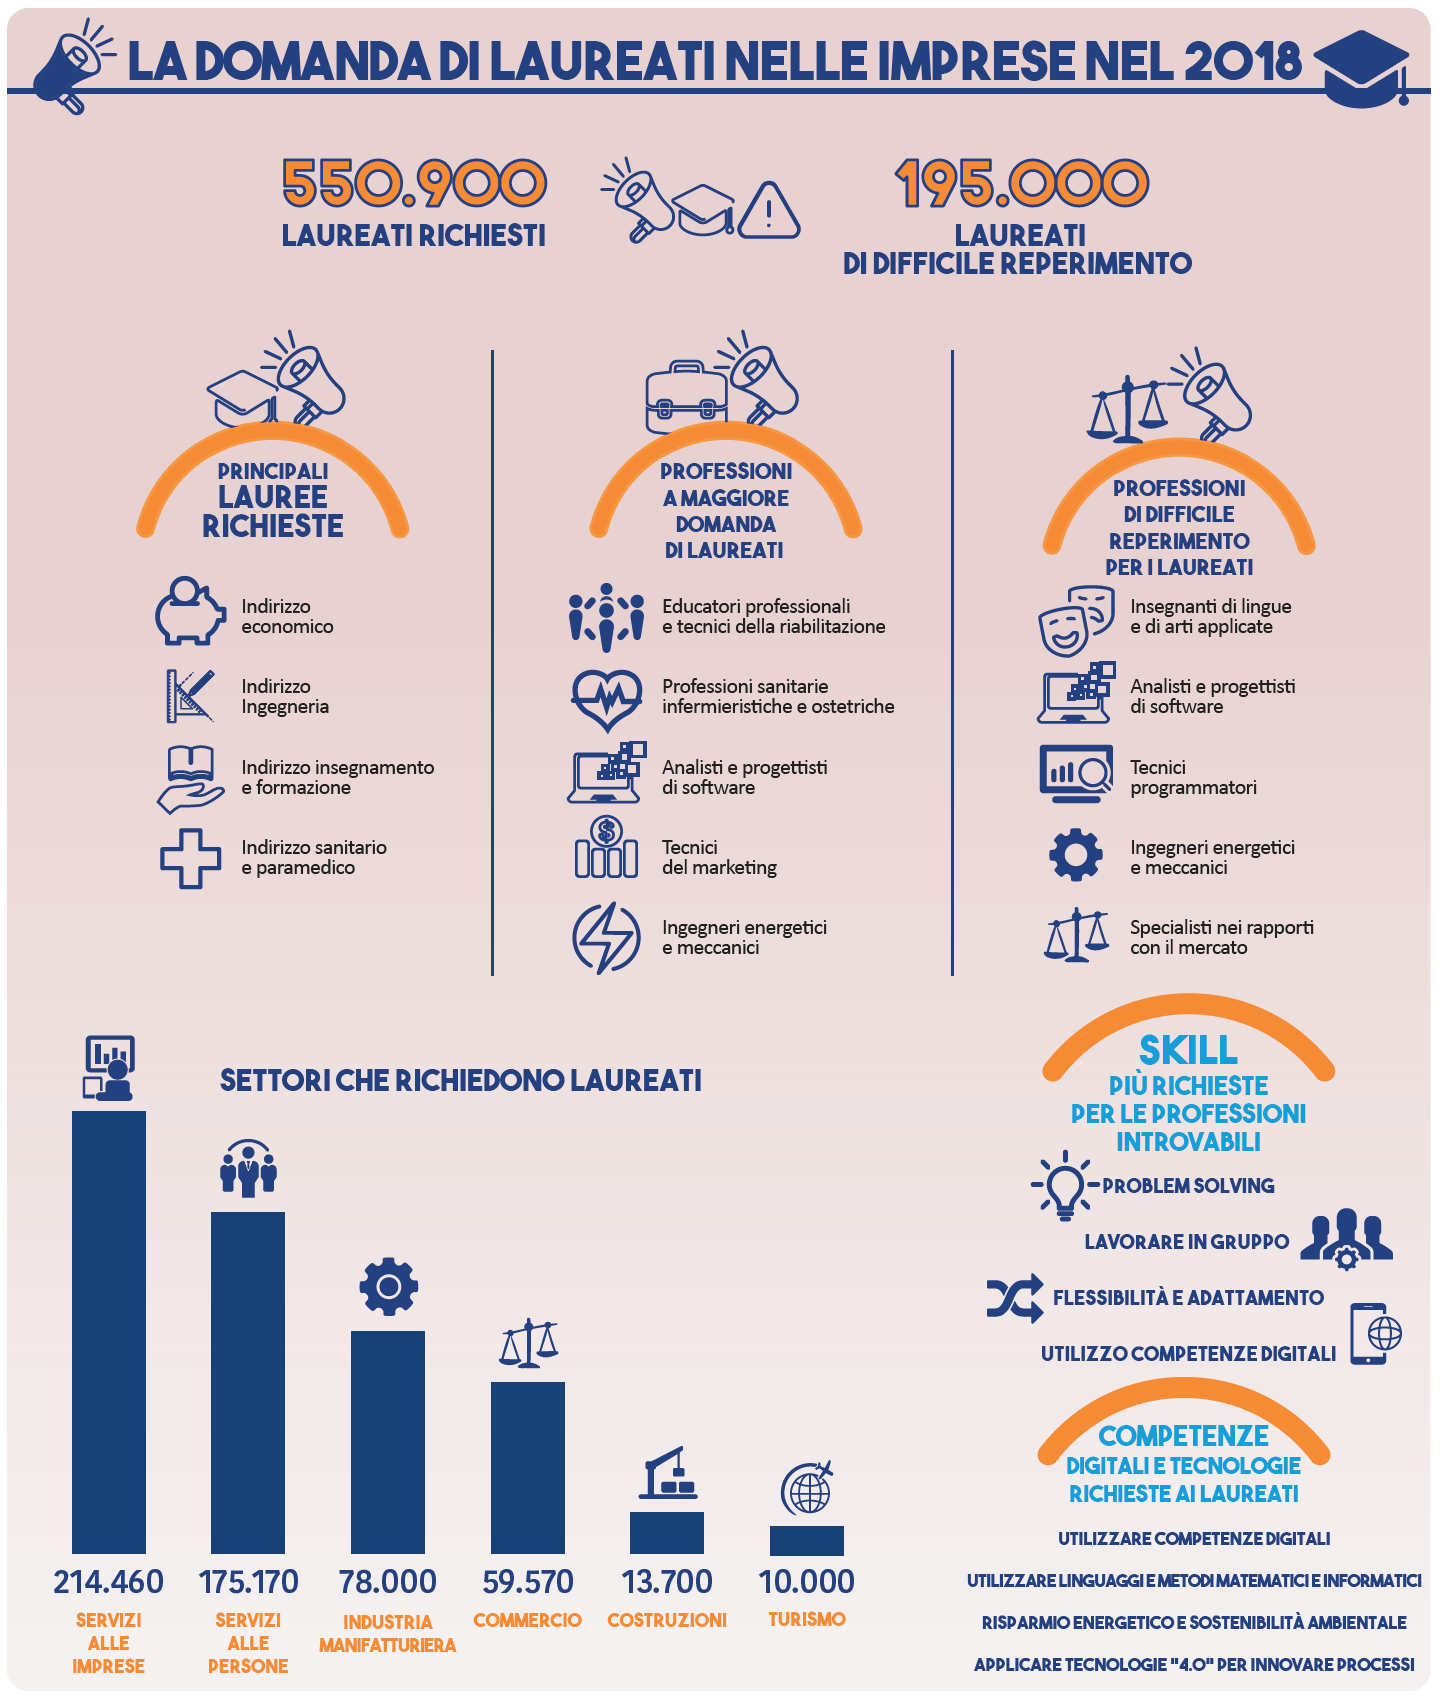 LA DOMANDA DI LAUREATI NELLE IMPRESE NEL 2018
550.900
LAUREATI RICHIESTI
195.000
LAUREATI
DI DIFFICILE REPERIMENTO
PRINCIPALI
LAUREE
RICHIESTE
Indirizzo
economico
Indirizzo
Ingegneria
Indirizzo insegnamento
e formazione
Indirizzo sanitario
e paramedico
PROFESSIONI
A MAGGIORE
DOMANDA
DI LAUREATI
Educatori professionali
e tecnici della riabilitazione
Professioni sanitarie
infermieristiche e ostetriche
Analisti e progettisti
di software
$
Tecnici
del marketing
Ingegneri energetici
e meccanici
PROFESSIONI
DI DIFFICILE
REPERIMENTO
PER I LAUREATI
Insegnanti di lingue
e di arti applicate
Analisti e progettisti
di software
Tecnici
programmatori
Ingegneri energetici
e meccanici
Specialisti nei rapporti
con il mercato
SETTORI CHE RICHIEDONO LAUREATI
214.460
SERVIZI
ALLE
IMPRESE
175.170
SERVIZI
ALLE
PERSONE
78.000
INDUSTRIA
MANIFATTURIERA
59.570
COMMERCIO
13.700
COSTRUZIONI
10.000
TURISMO
SKILL
PIÙ RICHIESTE
PER LE PROFESSIONI
INTROVABILI
PROBLEM SOLVING
LAVORARE IN GRUPPO
FLESSIBILITÀ E ADATTAMENTO
UTILIZZO COMPETENZE DIGITALI
COMPETENZE
DIGITALI E TECNOLOGIE
RICHIESTE AI LAUREATI
UTILIZZARE COMPETENZE DIGITALI
UTILIZZARE LINGUAGGI E METODI MATEMATICI E INFORMATICI
RISPARMIO ENERGETICO E SOSTENIBILITÀ AMBIENTALE
APPLICARE TECNOLOGIE "4.0" PER INNOVARE PROCESSI